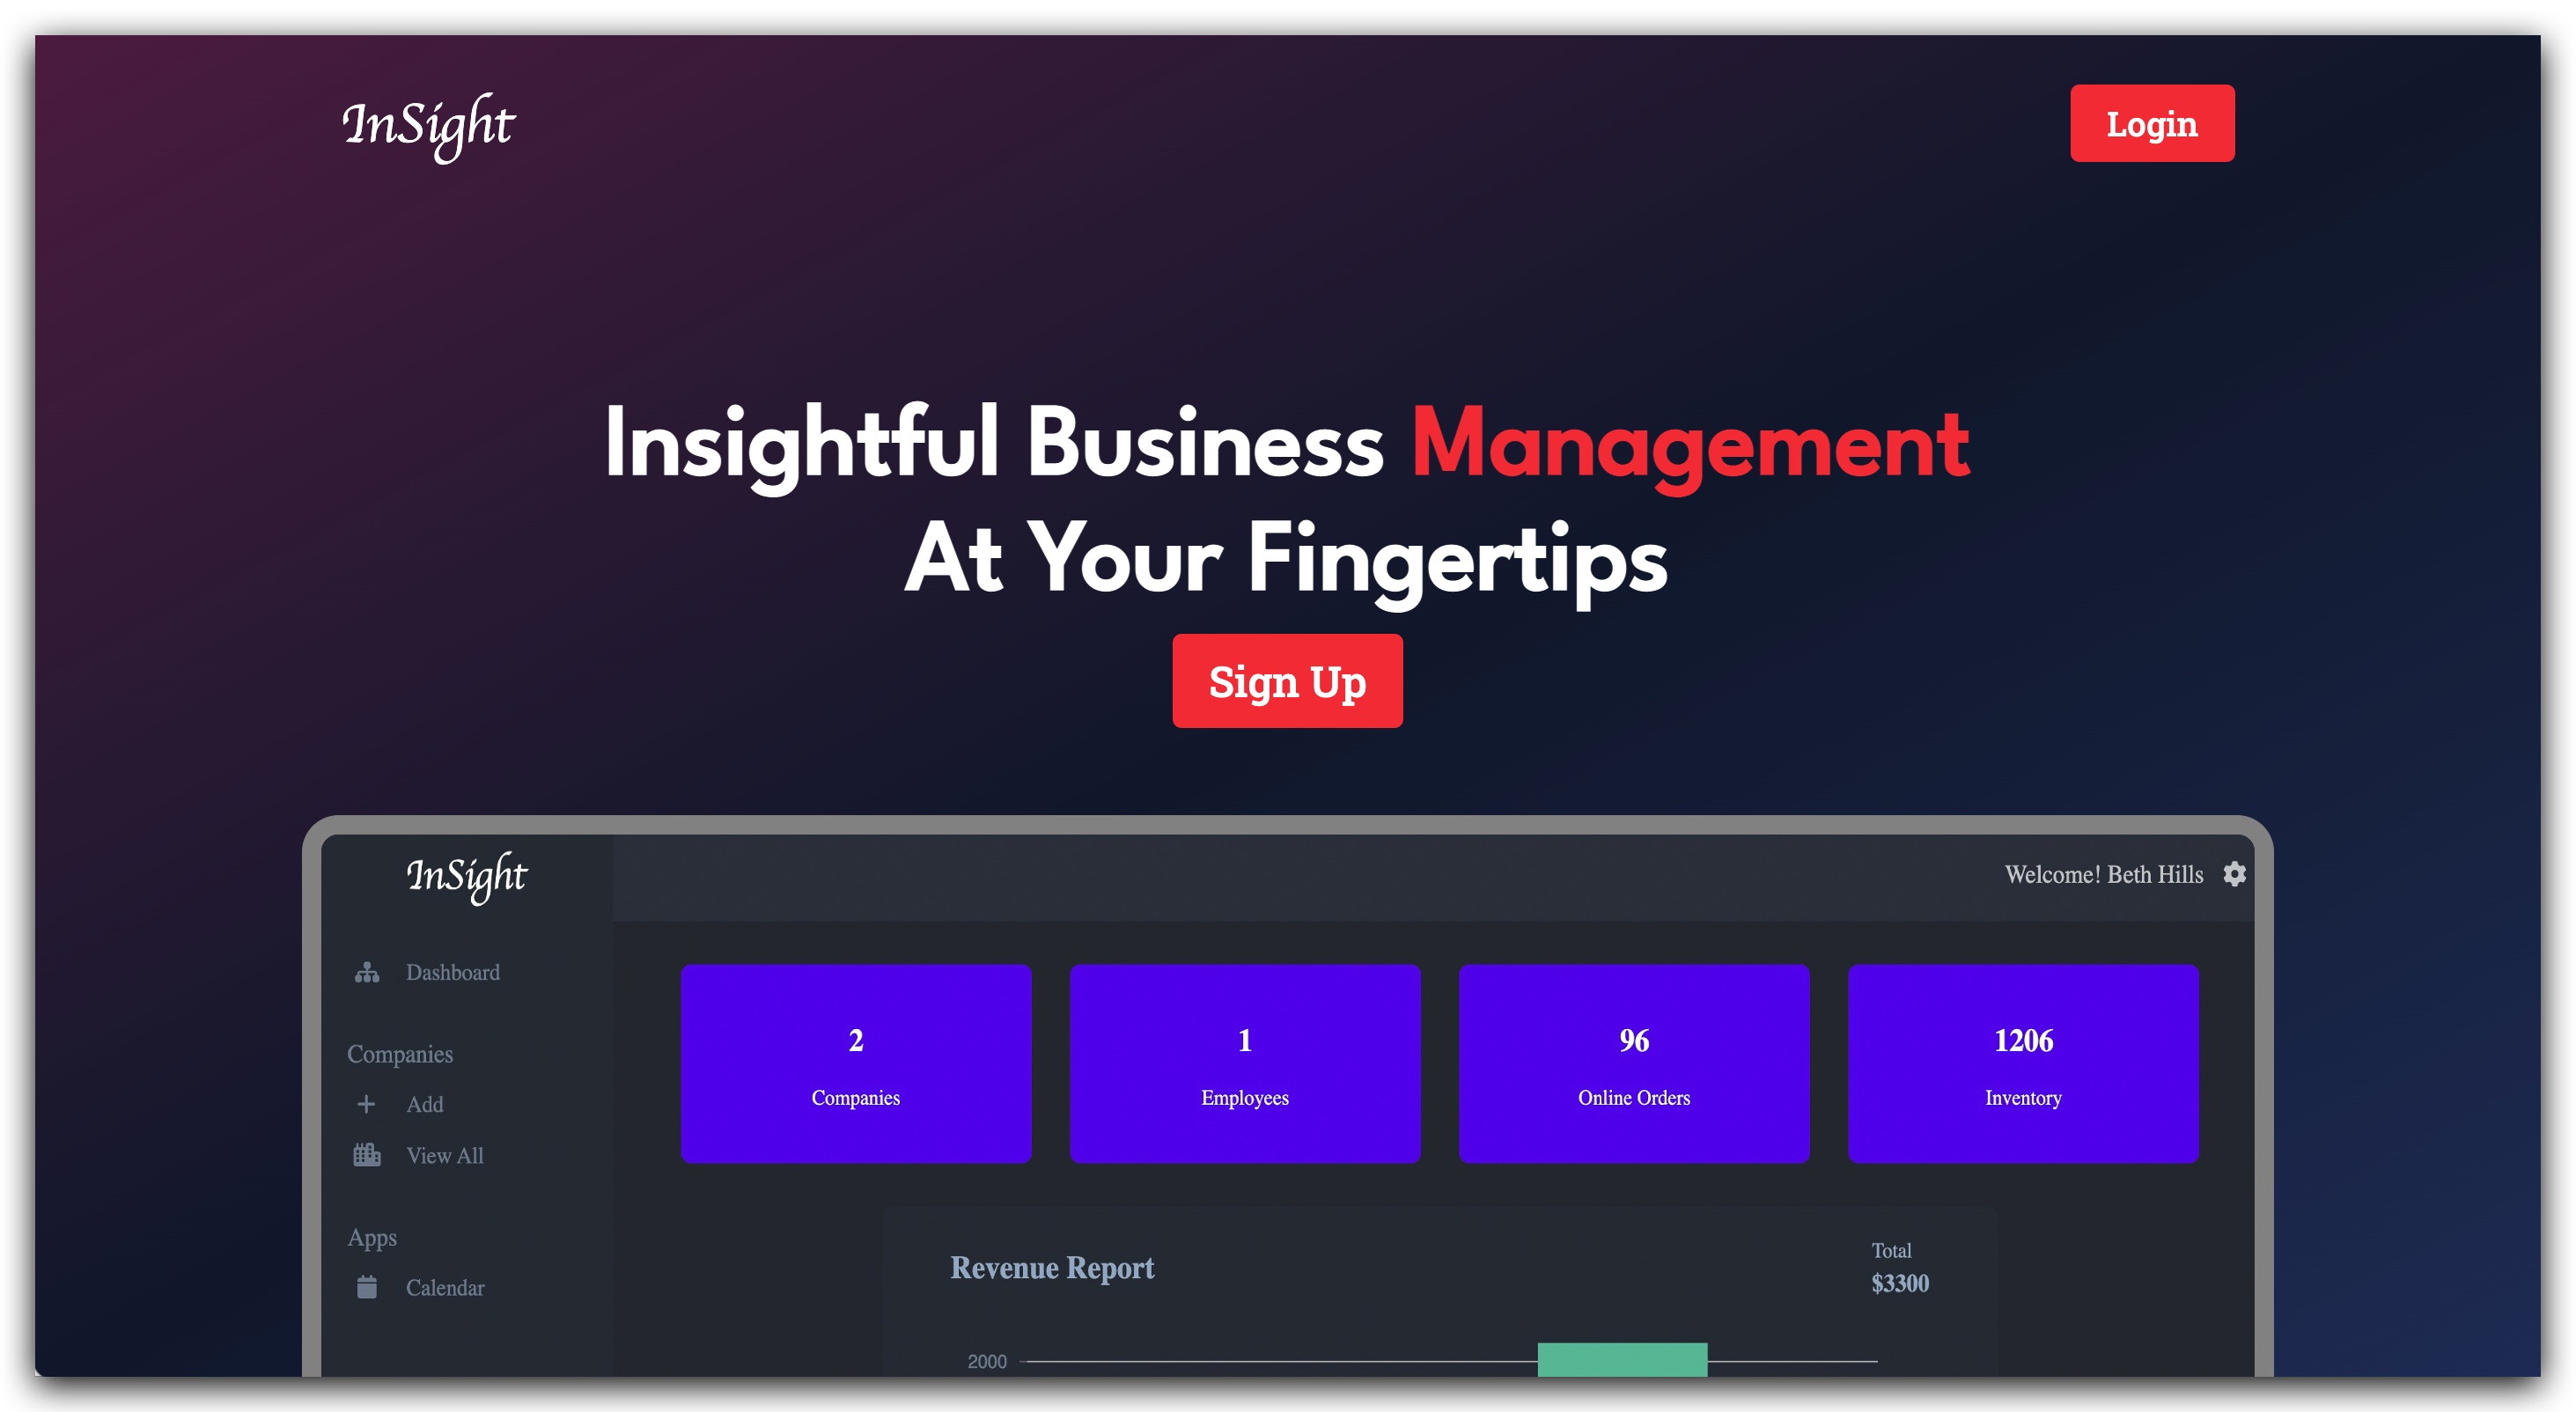 InSight
Login
Insightful Business Management
At Your Fingertips
Sign Up
InSight
Welcome! Beth Hills
Dashboard
Companies
Add
View All
Apps
Calendar
2
Companies
1
Employees
96
Online Orders
1206
Inventory
Revenue Report
Total
$3300
2000